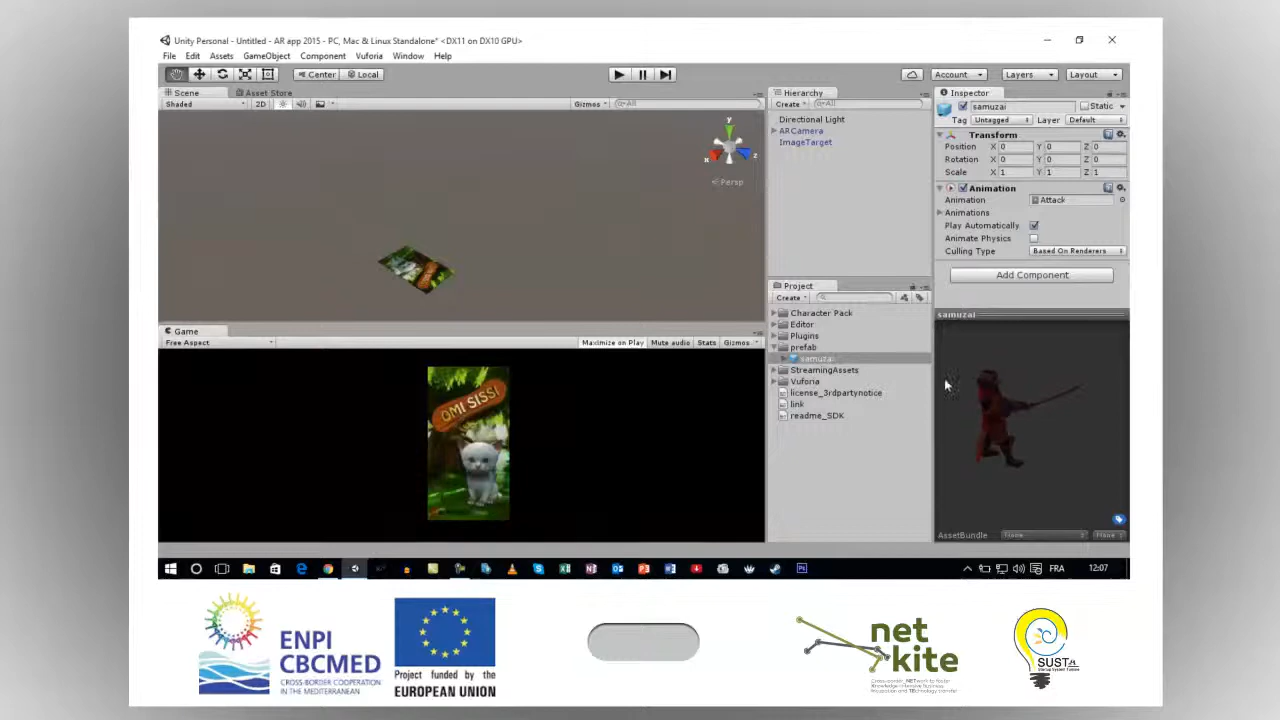 Unity Personal - Untitled - AR app 2015 - PC, Mac & Linux Standalone* <DX11 on DX10 GPU>
File Edit Assets GameObject Component Vuforia Window Help
Center Local Account Layers Layout
Scene Asset Store
Shaded 2D Gizmos All
y
x z
Persp
Game
Free Aspect Maximize on Play Mute audio Stats Gizmos
OMI SISSI
Hierarchy
Create All
Directional Light
ARCamera
ImageTarget
Project
Create
Character Pack
Editor
Plugins
prefab
samuzai
StreamingAssets
Vuforia
license_3rdpartynotice
link
readme_SDK
Inspector
samuzai Static
Tag Untagged Layer Default
Transform
Position X 0 Y 0 Z 0
Rotation X 0 Y 0 Z 0
Scale X 1 Y 1 Z 1
Animation
Animation Attack
Animations
Play Automatically
Animate Physics
Culling Type Based On Renderers
Add Component
samuzai
AssetBundle None None
FRA 12:07
ENPI
CBCMED
CROSS-BORDER COOPERATION
IN THE MEDITERRANEAN
Project funded by the
EUROPEAN UNION
net
kite
SUST